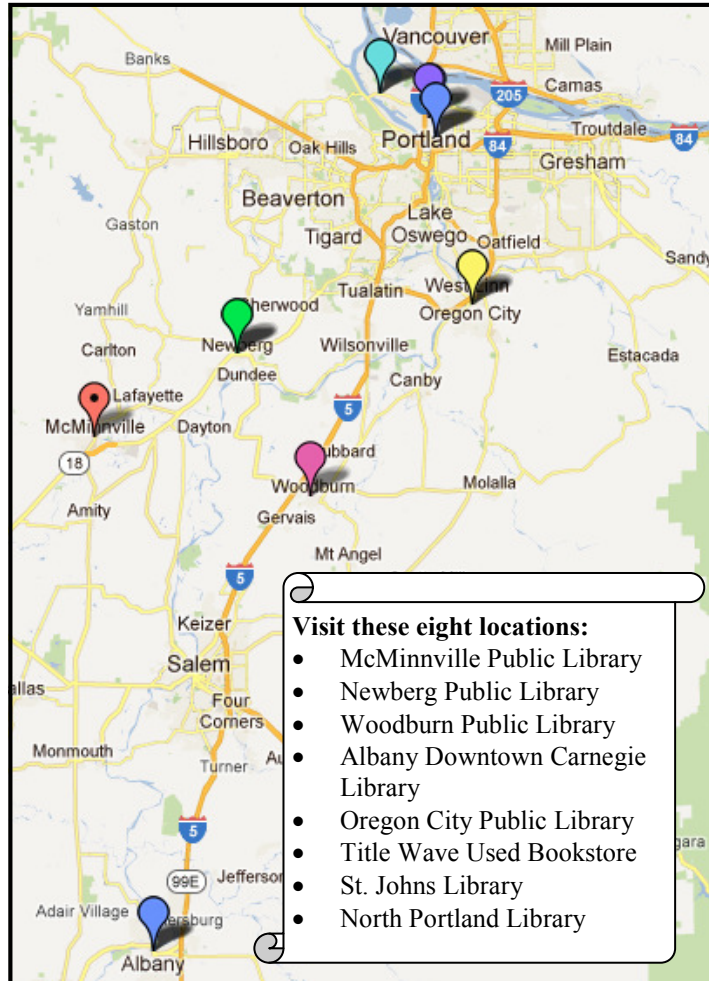 Vancouver
Mill Plain
Banks
Camas
205
Hillsboro
Oak Hills
Portland
Troutdale
84
84
Gresham
Beaverton
Gaston
Lake
Oswego
Tigard
Oatfield
Sandy
West Linn
Tualatin
Yamhill
Sherwood
Oregon City
Carlton
Newberg
Wilsonville
Estacada
Dundee
Canby
Lafayette
5
McMinnville
Dayton
Hubbard
18
Woodburn
Molalla
Amity
Gervais
Mt Angel
5
Keizer
Salem
allas
Four
Corners
Monmouth
Turner
5
99E
Jefferson
Adair Village
ersburg
Albany
gara
Visit these eight locations:
• McMinnville Public Library
• Newberg Public Library
• Woodburn Public Library
• Albany Downtown Carnegie
Library
• Oregon City Public Library
• Title Wave Used Bookstore
• St. Johns Library
• North Portland Library